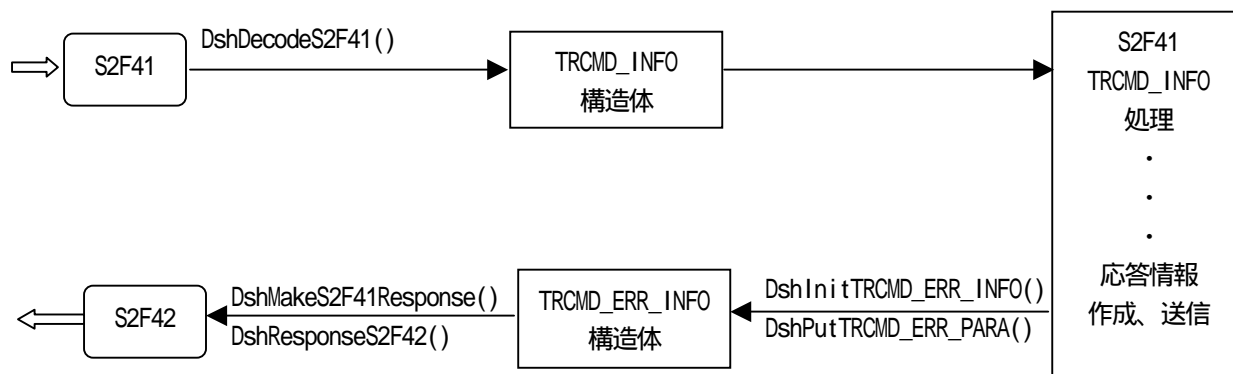 S2F41
DshDecodeS2F41()
TRCMD_INFO
構造体
S2F41
TRCMD_INFO
処理
・
・
・
応答情報
作成、送信
S2F42
DshMakeS2F41Response()
DshResponseS2F42()
TRCMD_ERR_INFO
構造体
DshInitTRCMD_ERR_INFO()
DshPutTRCMD_ERR_PARA()